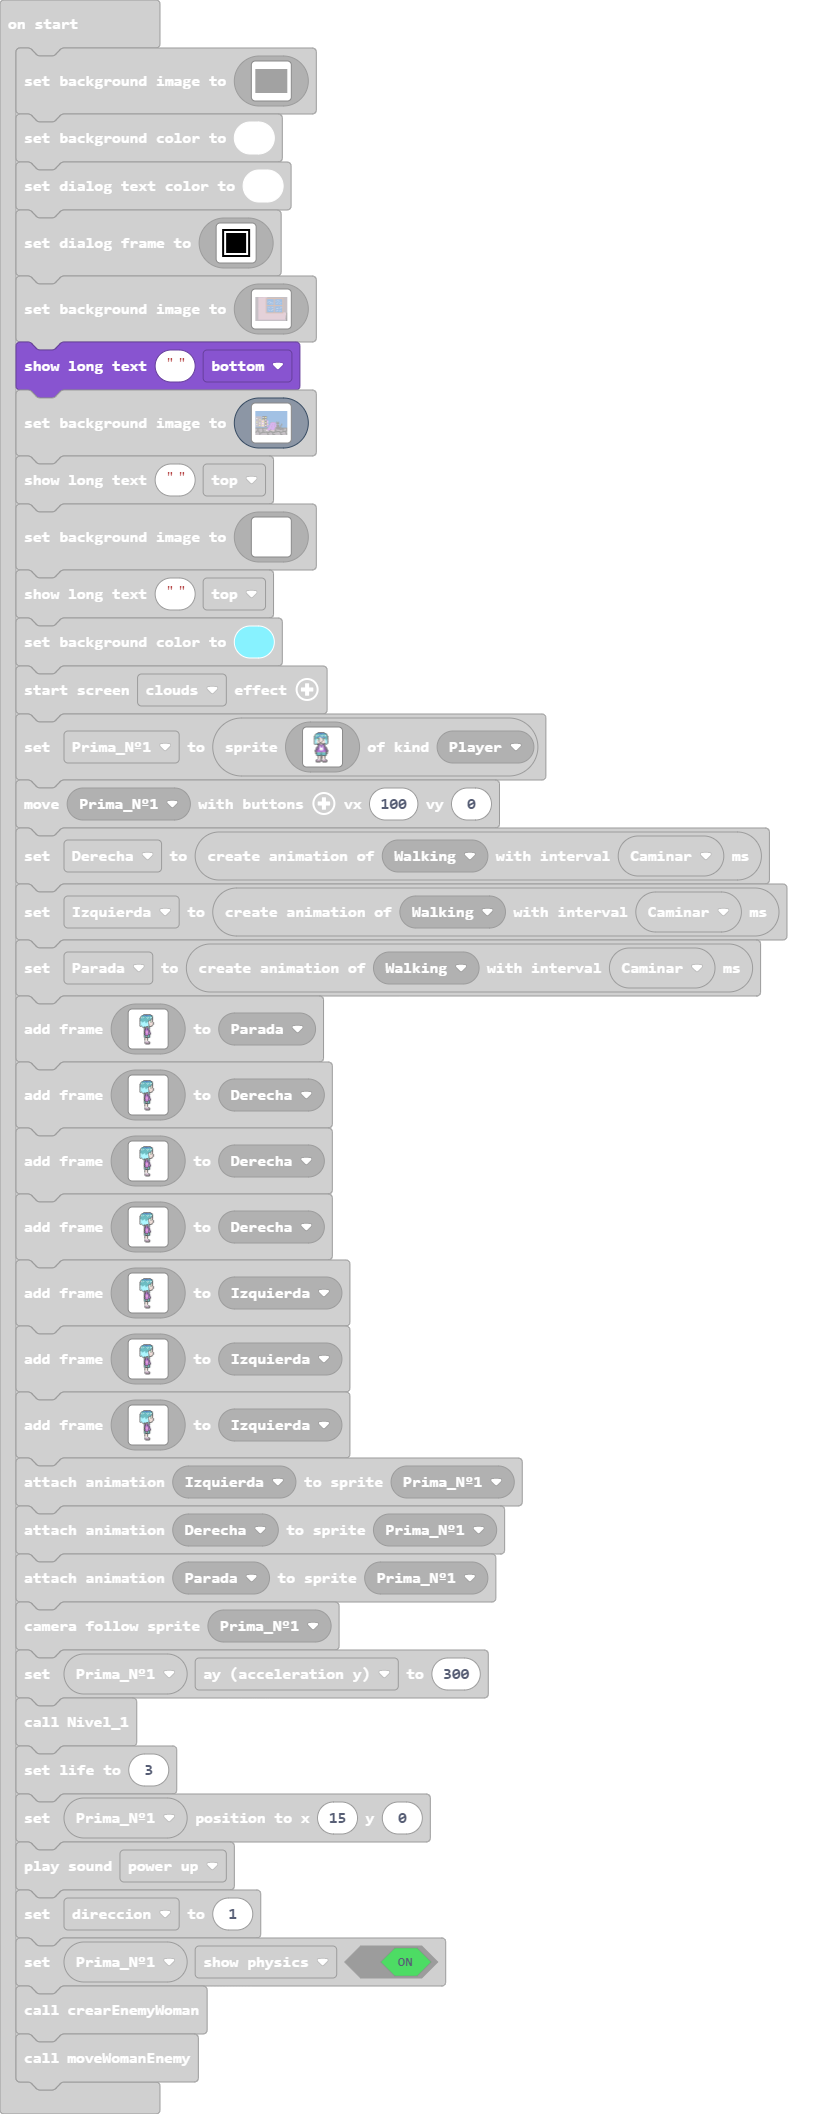 on start
set background image to
set background color to
set dialog text color to
set dialog frame to
set background image to
show long text " " bottom
set background image to
show long text " " top
set background image to
show long text " " top
set background color to
start screen clouds effect
set Prima_Nº1 to sprite of kind Player
move Prima_Nº1 with buttons vx 100 vy 0
set Derecha to create animation of Walking with interval Caminar ms
set Izquierda to create animation of Walking with interval Caminar ms
set Parada to create animation of Walking with interval Caminar ms
add frame to Parada
add frame to Derecha
add frame to Derecha
add frame to Derecha
add frame to Izquierda
add frame to Izquierda
add frame to Izquierda
attach animation Izquierda to sprite Prima_Nº1
attach animation Derecha to sprite Prima_Nº1
attach animation Parada to sprite Prima_Nº1
camera follow sprite Prima_Nº1
set Prima_Nº1 ay (acceleration y) to 300
call Nivel_1
set life to 3
set Prima_Nº1 position to x 15 y 0
play sound power up
set direccion to 1
set Prima_Nº1 show physics ON
call crearEnemyWoman
call moveWomanEnemy